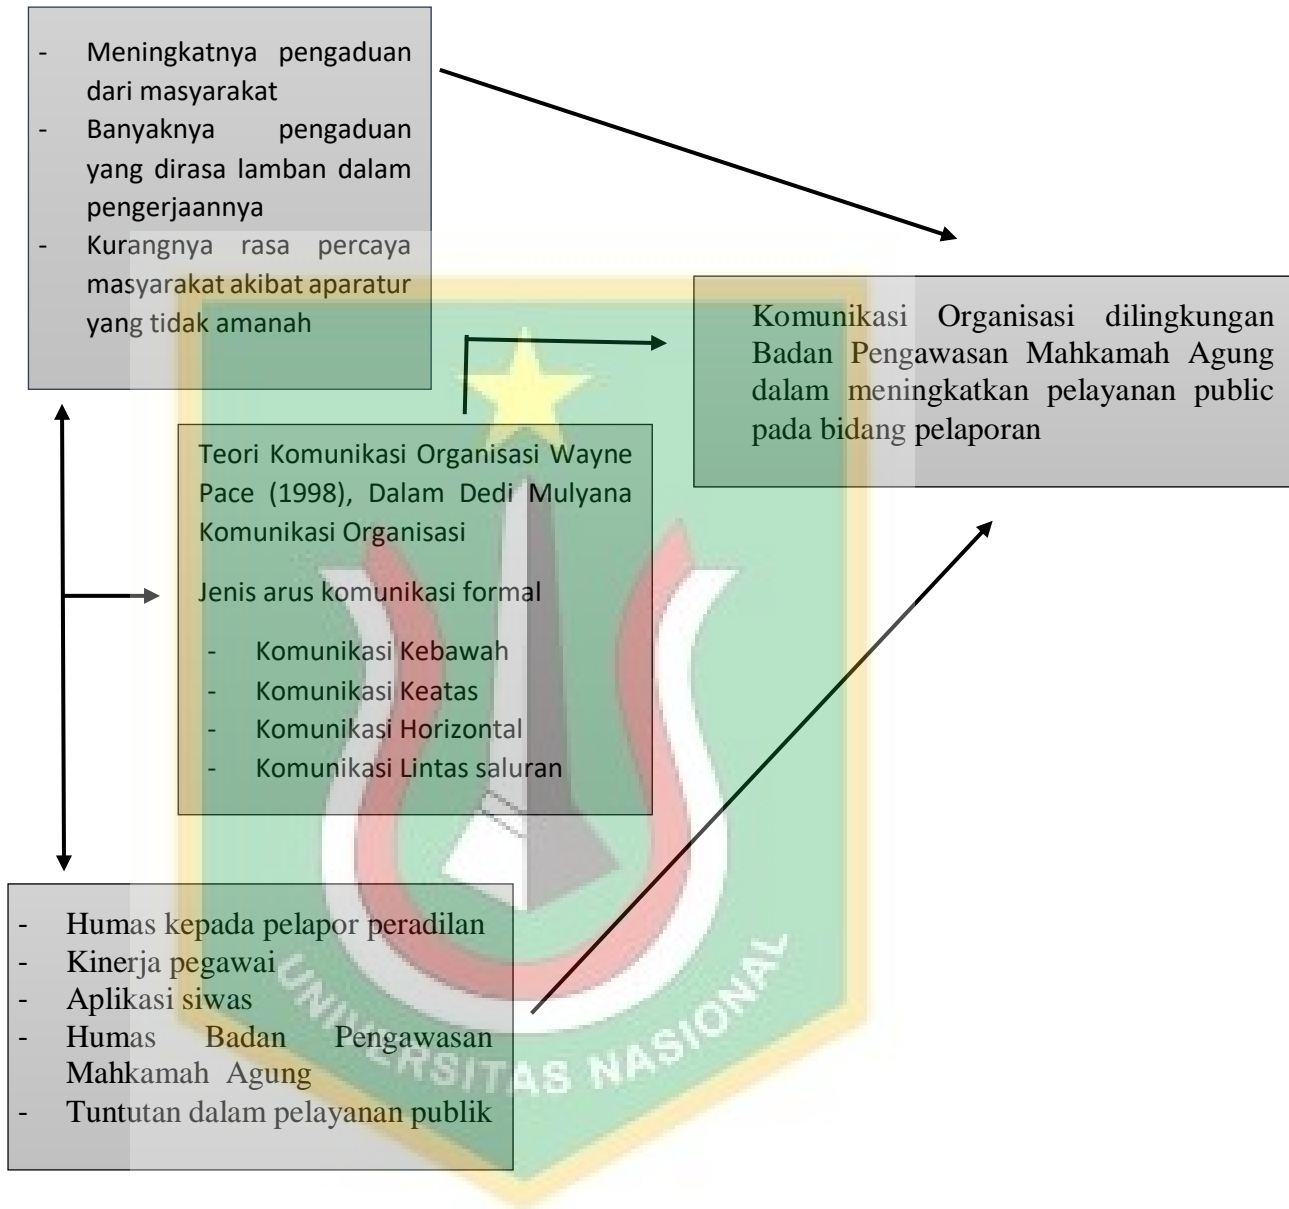 - Meningkatnya pengaduan
dari masyarakat
- Banyaknya pengaduan
yang dirasa lamban dalam
pengerjaannya
- Kurangnya rasa percaya
masyarakat akibat aparatur
yang tidak amanah
Komunikasi Organisasi dilingkungan
Badan Pengawasan Mahkamah Agung
dalam meningkatkan pelayanan public
pada bidang pelaporan
Teori Komunikasi Organisasi Wayne
Pace (1998), Dalam Dedi Mulyana
Komunikasi Organisasi
Jenis arus komunikasi formal
- Komunikasi Kebawah
- Komunikasi Keatas
- Komunikasi Horizontal
- Komunikasi Lintas saluran
- Humas kepada pelapor peradilan
- Kinerja pegawai
- Aplikasi siwas
- Humas Badan Pengawasan
Mahkamah Agung
- Tuntutan dalam pelayanan publik
UNIVERSITAS NASIONAL